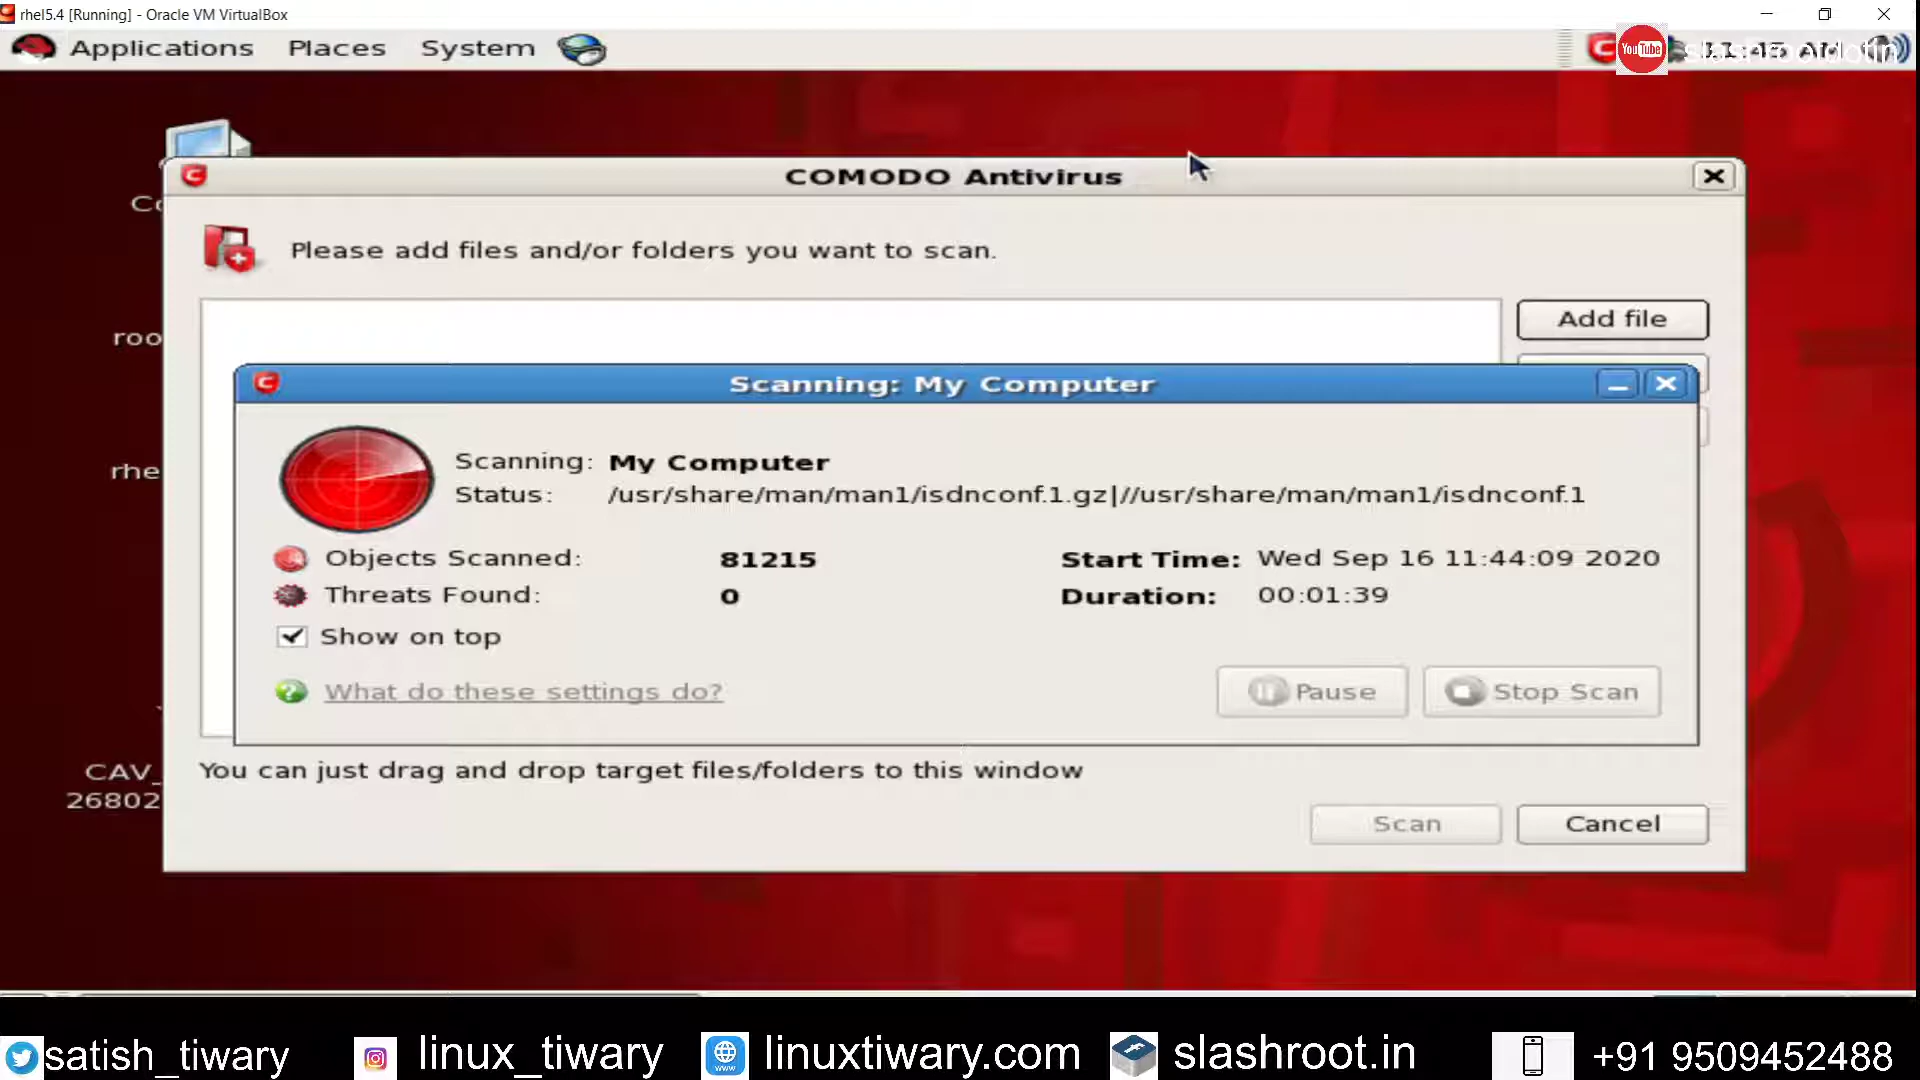 rhel5.4 [Running] - Oracle VM VirtualBox
Applications Places System
YouTube slashrootdotin
COMODO Antivirus
Please add files and/or folders you want to scan.
Add file
Scanning: My Computer
Scanning: My Computer
Status: /usr/share/man/man1/isdnconf.1.gz|//usr/share/man/man1/isdnconf.1
Objects Scanned: 81215 Start Time: Wed Sep 16 11:44:09 2020
Threats Found: 0 Duration: 00:01:39
Show on top
What do these settings do?
Pause Stop Scan
You can just drag and drop target files/folders to this window
Scan Cancel
Co
roo
rhe
CAV_
26802
satish_tiwary linux_tiwary www linuxtiwary.com slashroot.in +91 9509452488